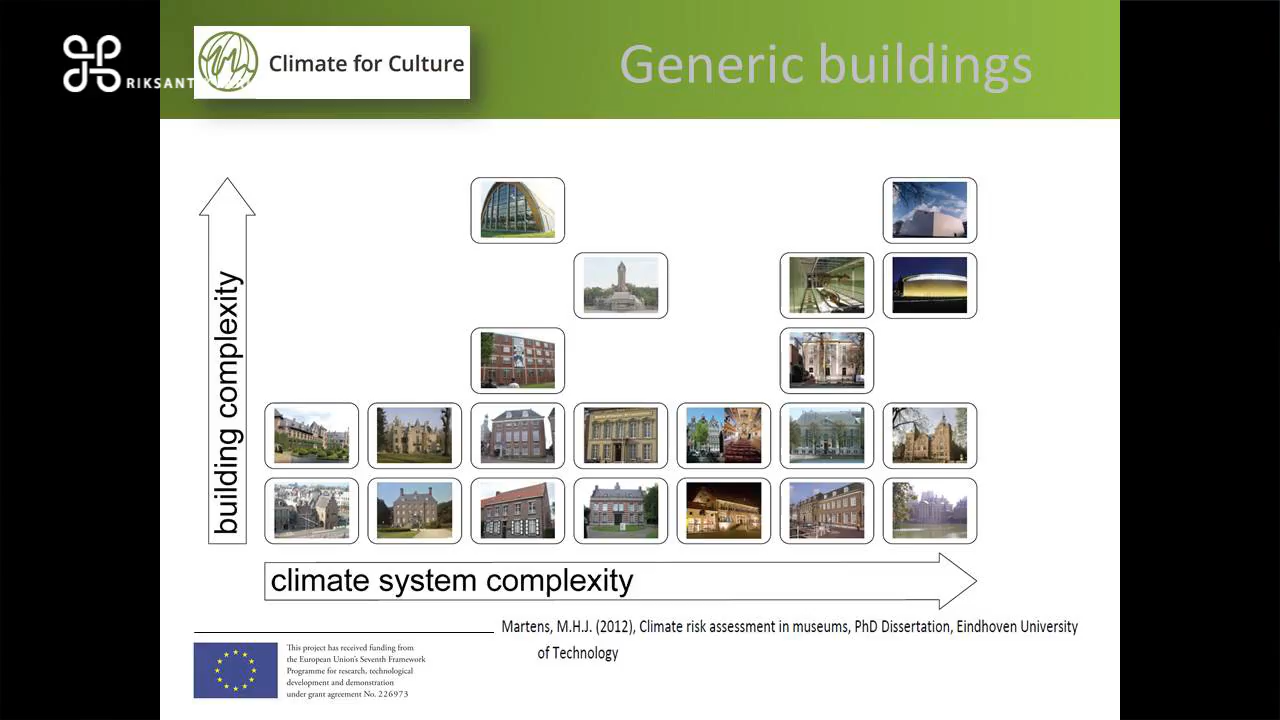 RIKSANT
Climate for Culture
Generic buildings
building complexity
climate system complexity
Martens, M.H.J. (2012), Climate risk assessment in museums, PhD Dissertation, Eindhoven University
of Technology
This project has received funding from
the European Union's Seventh Framework
Programme for research, technological
development and demonstration
under grant agreement No. 226973